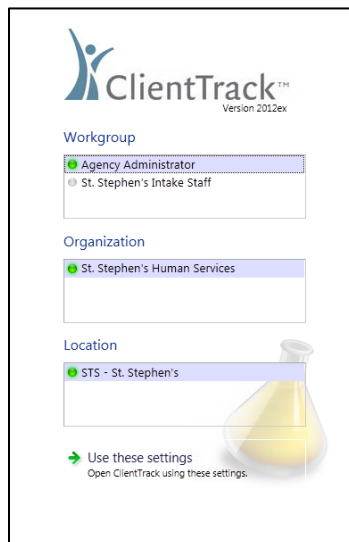 ClientTrack™
Version 2012ex
Workgroup
Agency Administrator
St. Stephen's Intake Staff
Organization
St. Stephen's Human Services
Location
STS - St. Stephen's
Use these settings
Open ClientTrack using these settings.